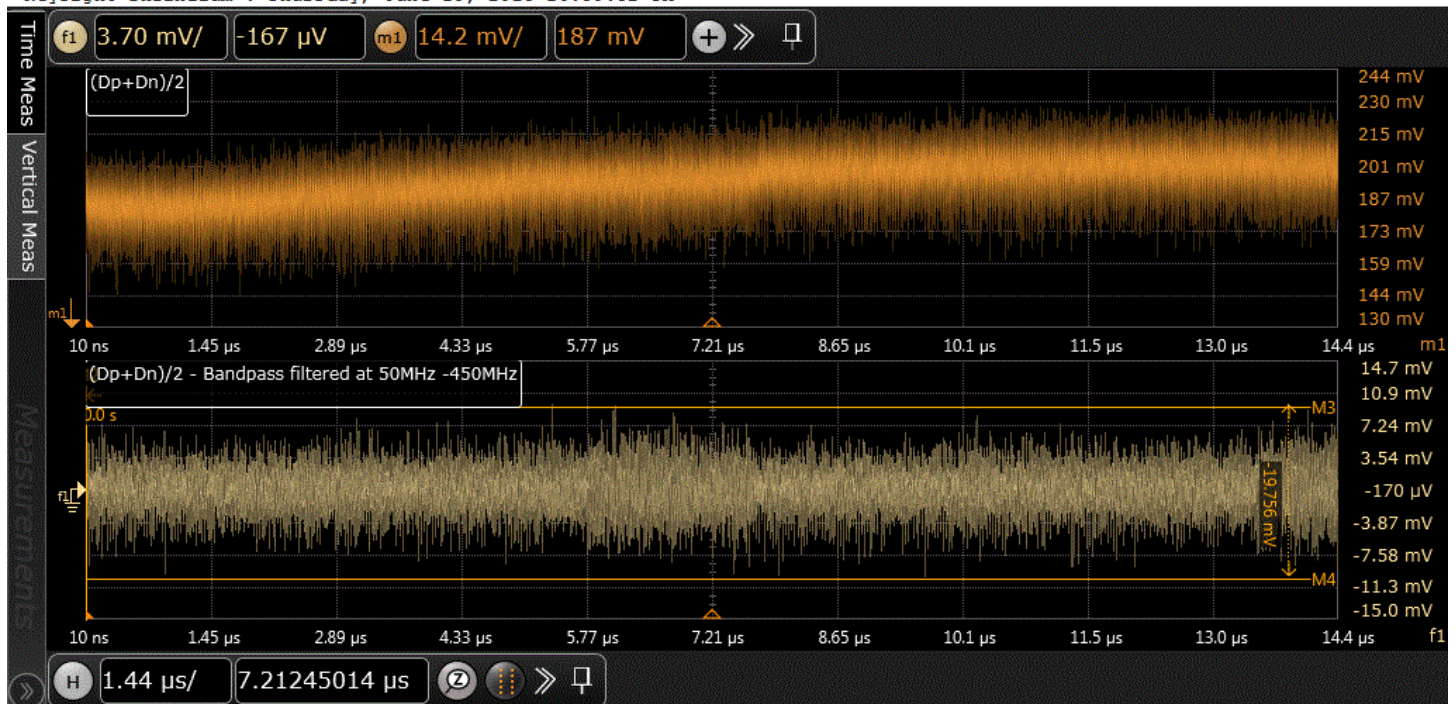 Time Meas
Vertical Meas
Measurements
f1 3.70 mV/ -167 µV m1 14.2 mV/ 187 mV
(Dp+Dn)/2
244 mV
230 mV
215 mV
201 mV
187 mV
173 mV
159 mV
144 mV
130 mV
m1
10 ns 1.45 µs 2.89 µs 4.33 µs 5.77 µs 7.21 µs 8.65 µs 10.1 µs 11.5 µs 13.0 µs 14.4 µs m1
(Dp+Dn)/2 - Bandpass filtered at 50MHz -450MHz
0.0 s
M3
-19.756 mV
M4
f1
14.7 mV
10.9 mV
7.24 mV
3.54 mV
-170 µV
-3.87 mV
-7.58 mV
-11.3 mV
-15.0 mV
10 ns 1.45 µs 2.89 µs 4.33 µs 5.77 µs 7.21 µs 8.65 µs 10.1 µs 11.5 µs 13.0 µs 14.4 µs f1
H 1.44 µs/ 7.21245014 µs Z